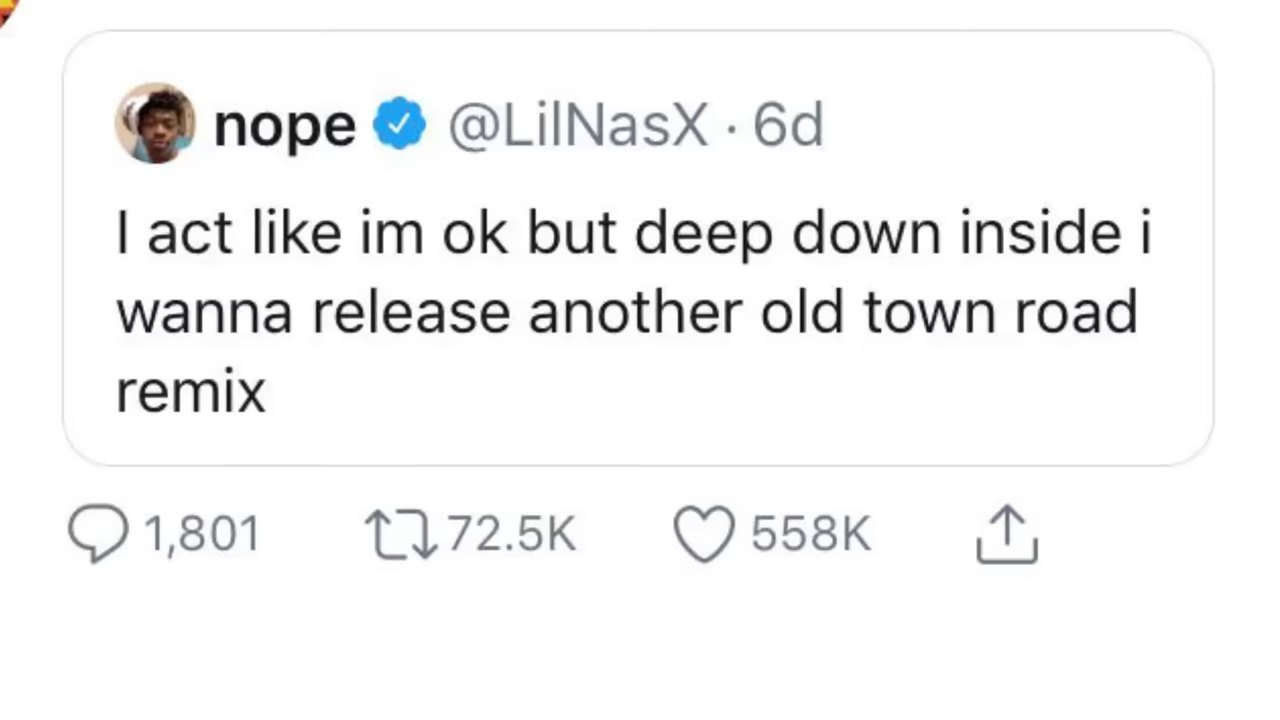 nope @LilNasX · 6d
I act like im ok but deep down inside i
wanna release another old town road
remix
1,801 72.5K 558K